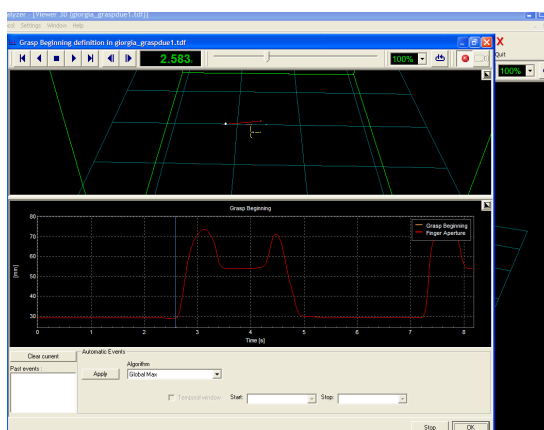 alyzer - [Viewer 3D (giorgia_graspdue1.tdf)]
ool Settings Window Help
Grasp Beginning definition in giorgia_graspdue1.tdf
2.583s
100%
Quit
100%
Grasp Beginning
Grasp Beginning
Finger Aperture
80
70
60
50
40
30
[mm]
0 1 2 3 4 5 6 7 8
Time [s]
Clear current
Past events :
Automatic Events
Algorithm
Apply
Global Max
Temporal window
Start:
Stop:
Stop
OK